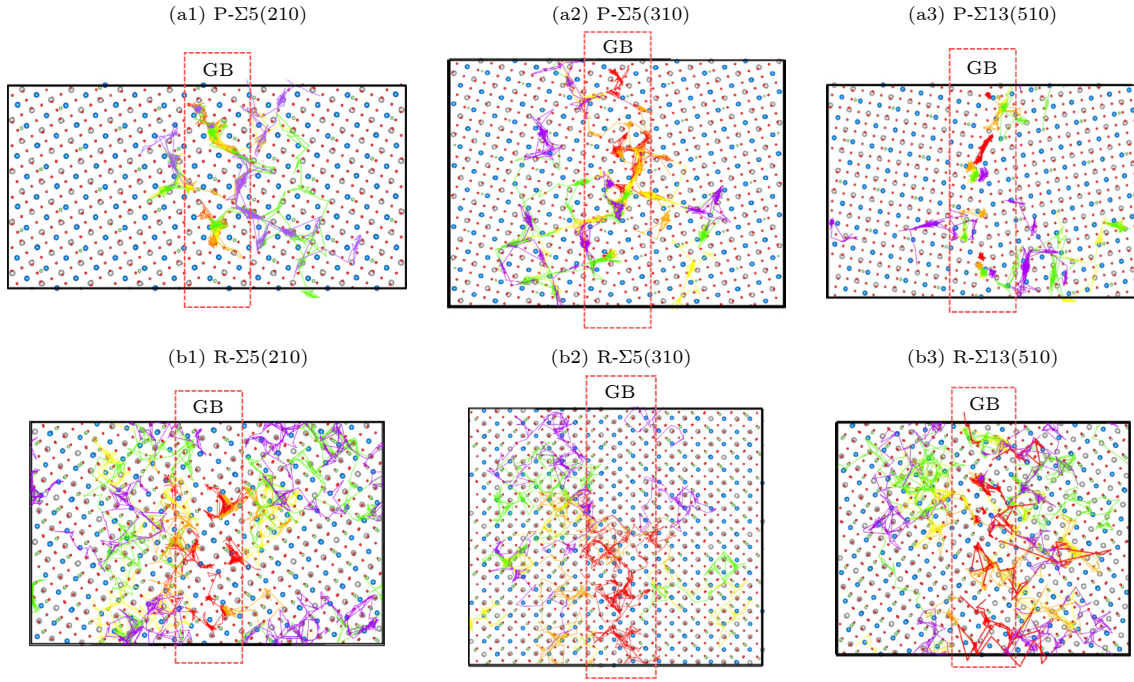 (a1) P-Σ5(210)
(a2) P-Σ5(310)
(a3) P-Σ13(510)
GB
GB
GB
(b1) R-Σ5(210)
(b2) R-Σ5(310)
(b3) R-Σ13(510)
GB
GB
GB